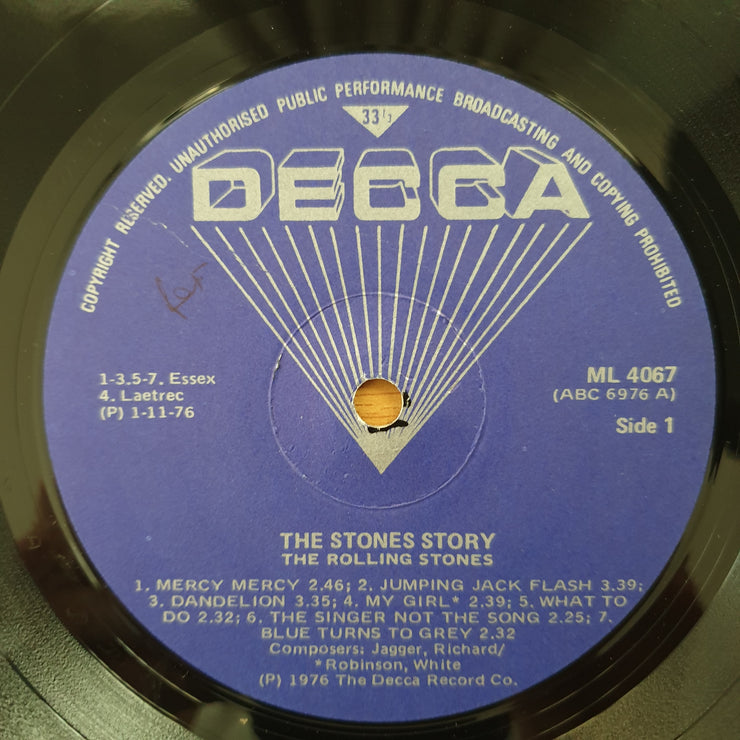 COPYRIGHT RESERVED. UNAUTHORISED PUBLIC PERFORMANCE BROADCASTING AND COPYING PROHIBITED
33 1/3
DECCA
1-3.5-7. Essex
4. Laetrec
(P) 1-11-76
ML 4067
(ABC 6976 A)
Side 1
THE STONES STORY
THE ROLLING STONES
1. MERCY MERCY 2.46; 2. JUMPING JACK FLASH 3.39;
3. DANDELION 3.35; 4. MY GIRL* 2.39; 5. WHAT TO
DO 2.32; 6. THE SINGER NOT THE SONG 2.25; 7.
BLUE TURNS TO GREY 2.32
Composers: Jagger, Richard/
*Robinson, White
(P) 1976 The Decca Record Co.